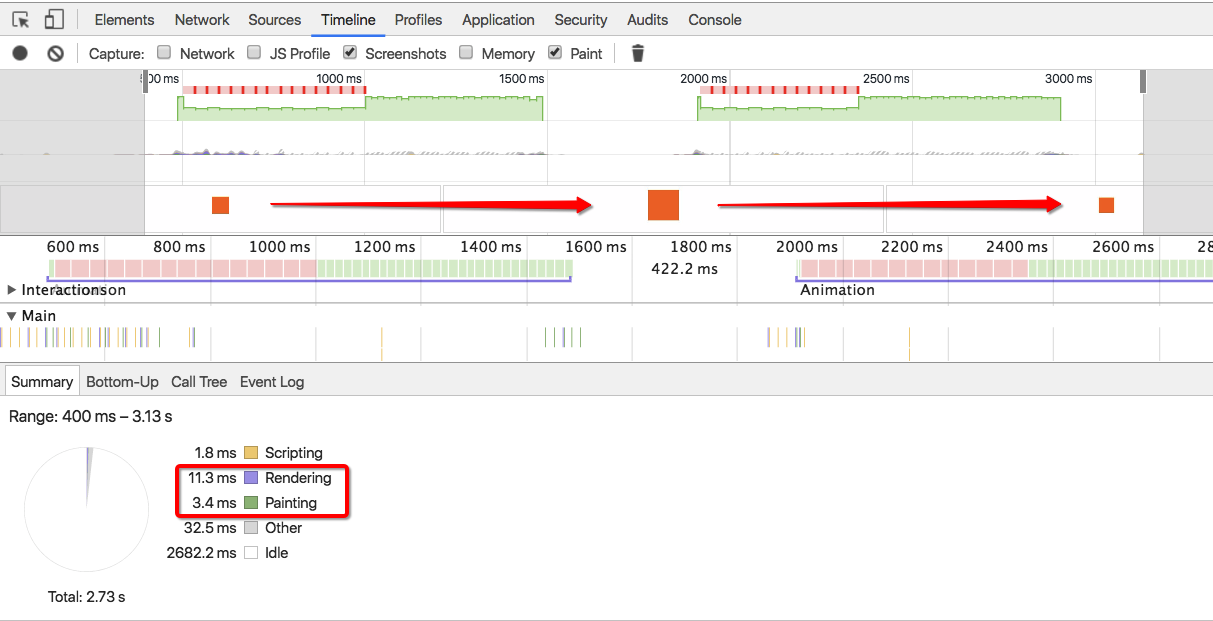 Elements Network Sources Timeline Profiles Application Security Audits Console
Capture: Network JS Profile Screenshots Memory Paint
00 ms 1000 ms 1500 ms 2000 ms 2500 ms 3000 ms
600 ms 800 ms 1000 ms 1200 ms 1400 ms 1600 ms 1800 ms 2000 ms 2200 ms 2400 ms 2600 ms 28
422.2 ms
Interactions Animation
Main
Summary Bottom-Up Call Tree Event Log
Range: 400 ms – 3.13 s
1.8 ms Scripting
11.3 ms Rendering
3.4 ms Painting
32.5 ms Other
2682.2 ms Idle
Total: 2.73 s